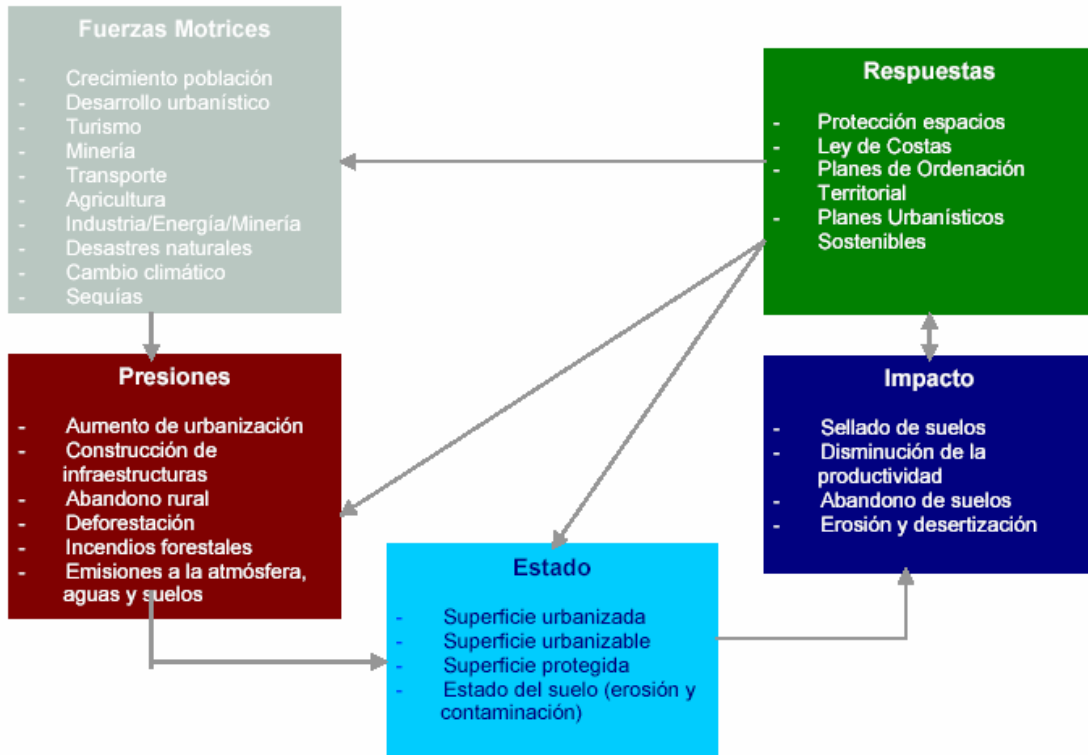 Fuerzas Motrices
- Crecimiento población
- Desarrollo urbanístico
- Turismo
- Minería
- Transporte
- Agricultura
- Industria/Energía/Minería
- Desastres naturales
- Cambio climático
- Sequías
Respuestas
- Protección espacios
- Ley de Costas
- Planes de Ordenación
Territorial
- Planes Urbanísticos
Sostenibles
Presiones
- Aumento de urbanización
- Construcción de
infraestructuras
- Abandono rural
- Deforestación
- Incendios forestales
- Emisiones a la atmósfera,
aguas y suelos
Impacto
- Sellado de suelos
- Disminución de la
productividad
- Abandono de suelos
- Erosión y desertización
Estado
- Superficie urbanizada
- Superficie urbanizable
- Superficie protegida
- Estado del suelo (erosión y
contaminación)